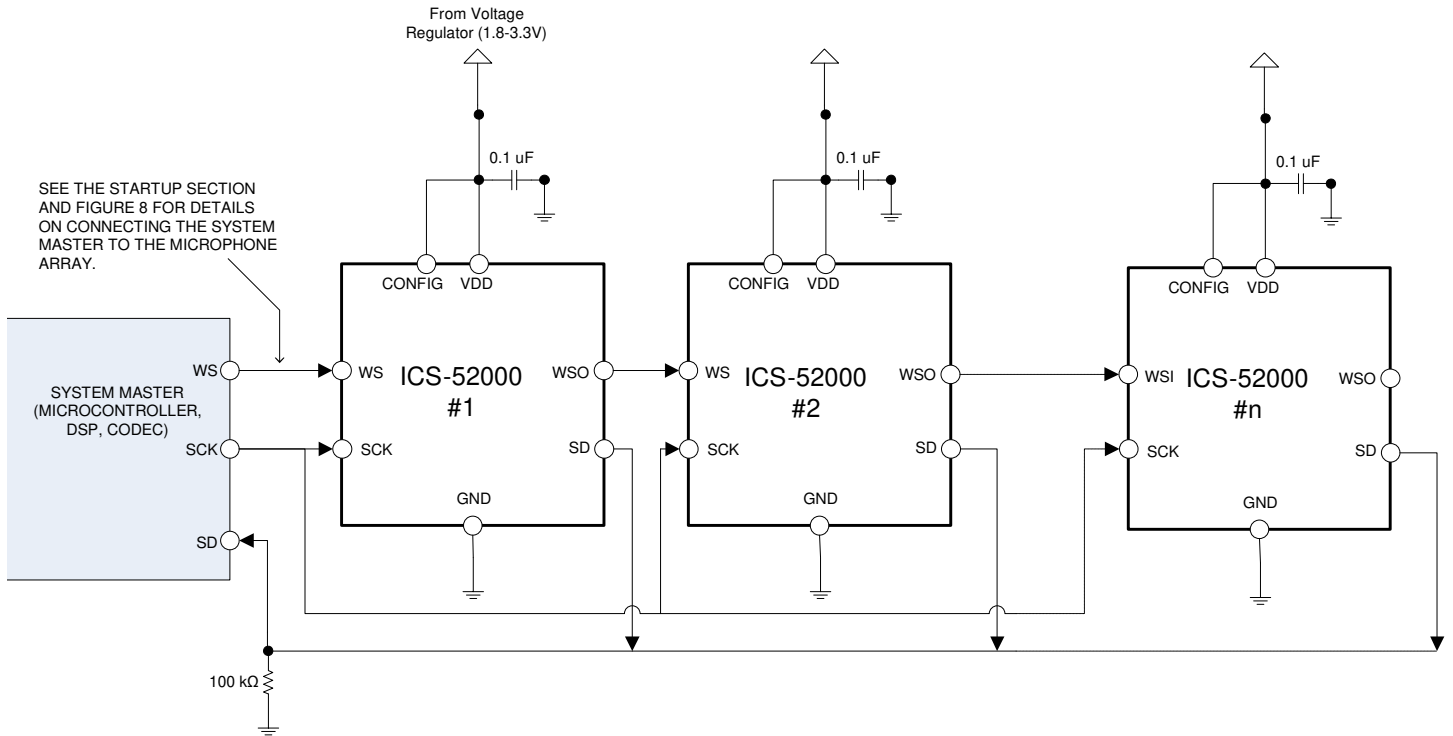 From Voltage
Regulator (1.8-3.3V)
0.1 uF
0.1 uF
0.1 uF
SEE THE STARTUP SECTION
AND FIGURE 8 FOR DETAILS
ON CONNECTING THE SYSTEM
MASTER TO THE MICROPHONE
ARRAY.
SYSTEM MASTER
(MICROCONTROLLER,
DSP, CODEC)
WS
SCK
SD
CONFIG
VDD
WS
ICS-52000
#1
WSO
SCK
SD
GND
CONFIG
VDD
WS
ICS-52000
#2
WSO
SCK
SD
GND
CONFIG
VDD
WSI
ICS-52000
#n
WSO
SCK
SD
GND
100 kΩ